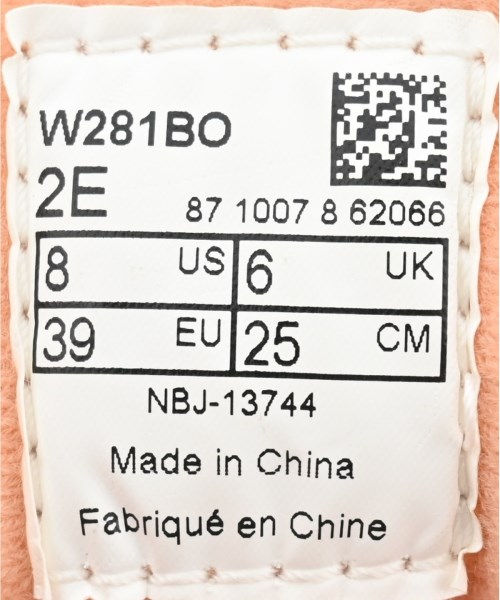 W281BO
2E
87 1007 8 62066
8 US 6 UK
39 EU 25 CM
NBJ-13744
Made in China
Fabriqué en Chine